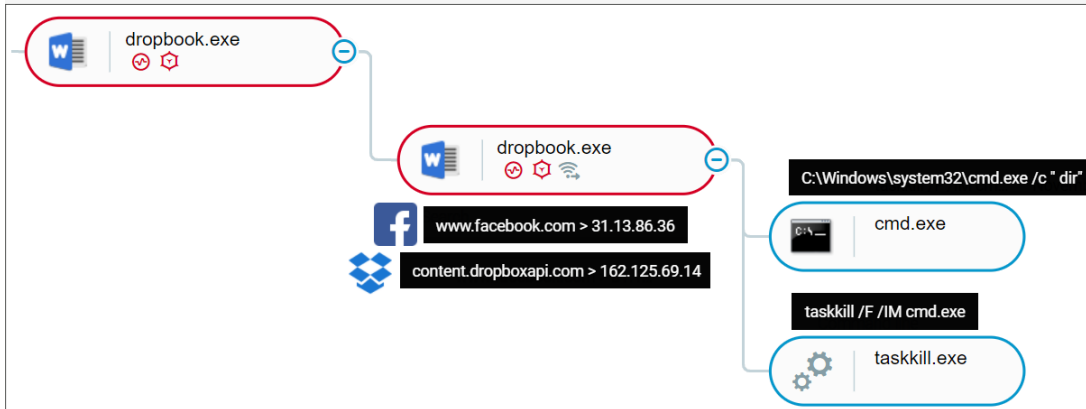 dropbook.exe
dropbook.exe
www.facebook.com > 31.13.86.36
content.dropboxapi.com > 162.125.69.14
C:\Windows\system32\cmd.exe /c " dir"
cmd.exe
taskkill /F /IM cmd.exe
taskkill.exe